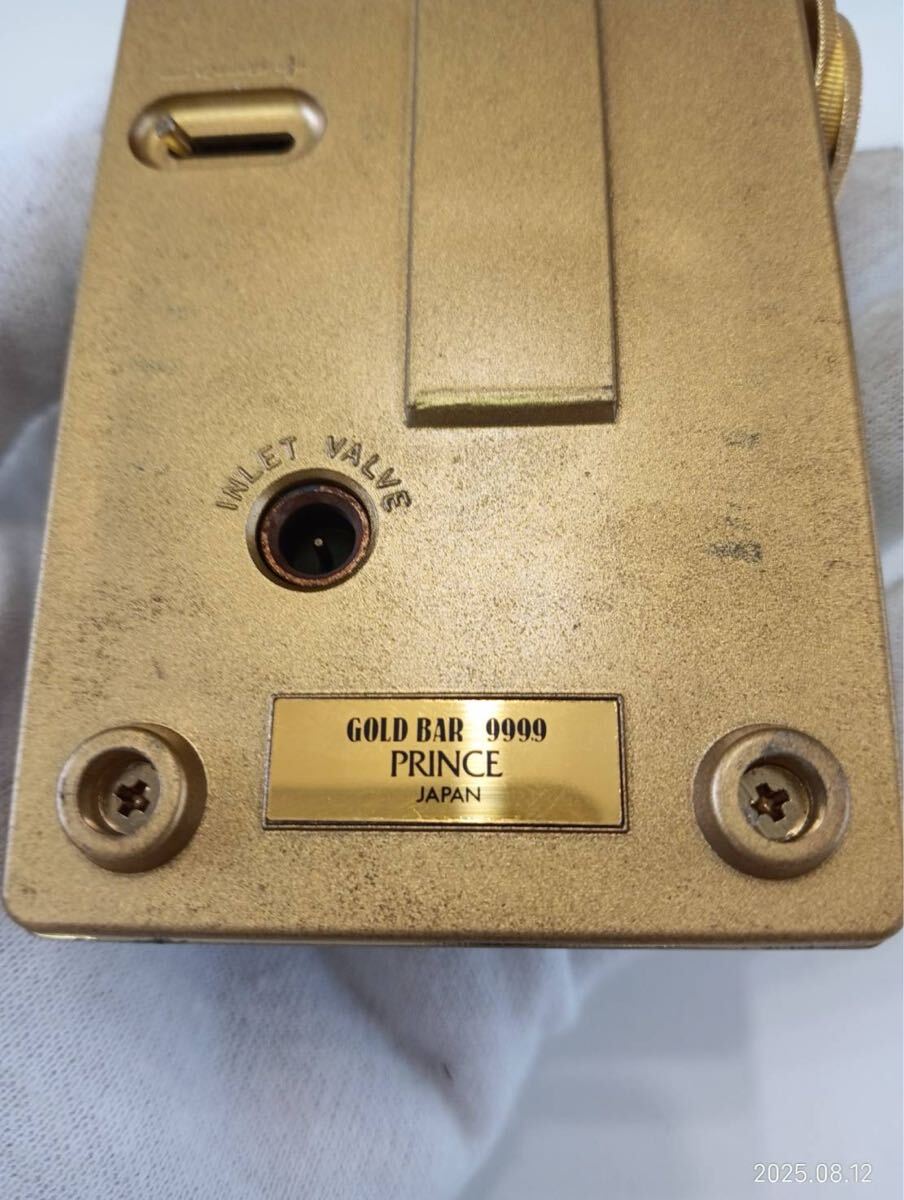 INLET VALVE
GOLD BAR 9999
PRINCE
JAPAN
2025.08.12